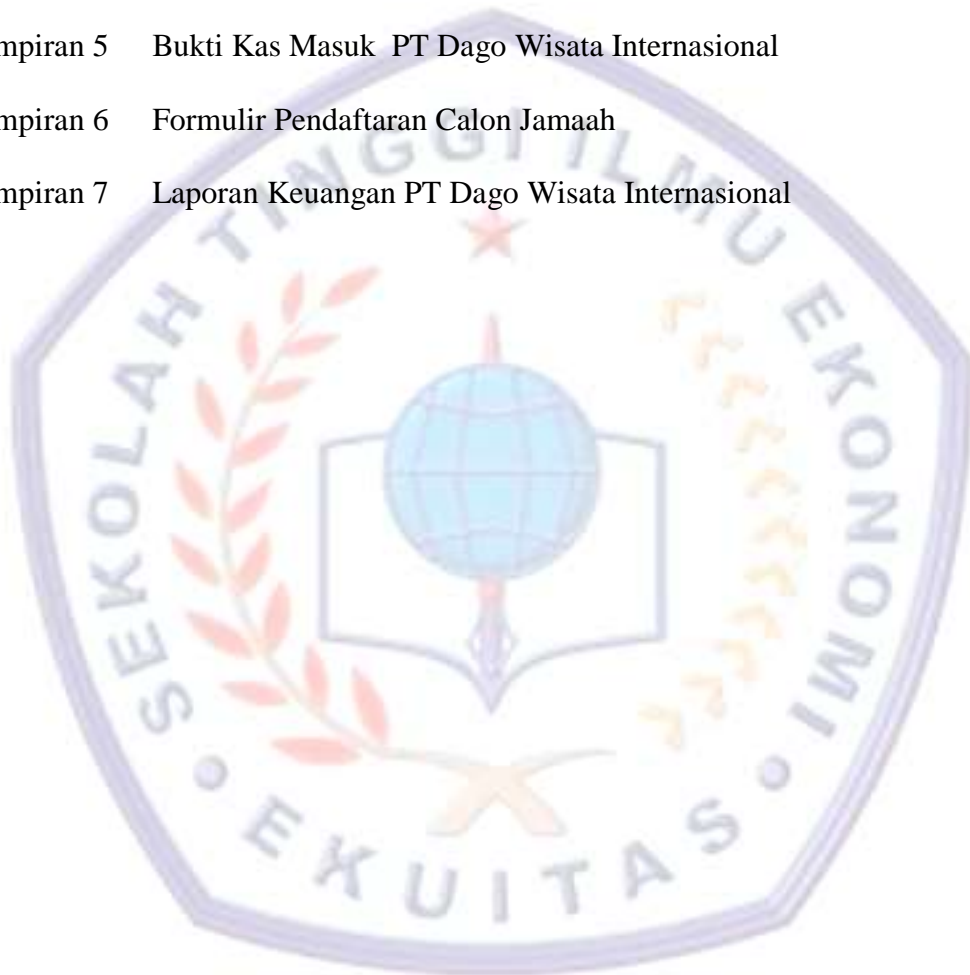 mpiran 5 Bukti Kas Masuk PT Dago Wisata Internasional
mpiran 6 Formulir Pendaftaran Calon Jamaah
mpiran 7 Laporan Keuangan PT Dago Wisata Internasional
SEKOLAH TINGGI ILMU EKONOMI
EKUITAS